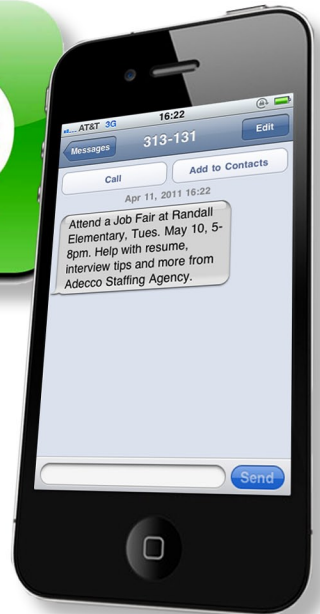 AT&T 3G 16:22
Messages 313-131 Edit
Call Add to Contacts
Apr 11, 2011 16:22
Attend a Job Fair at Randall
Elementary, Tues. May 10, 5-
8pm. Help with resume,
interview tips and more from
Adecco Staffing Agency.
Send